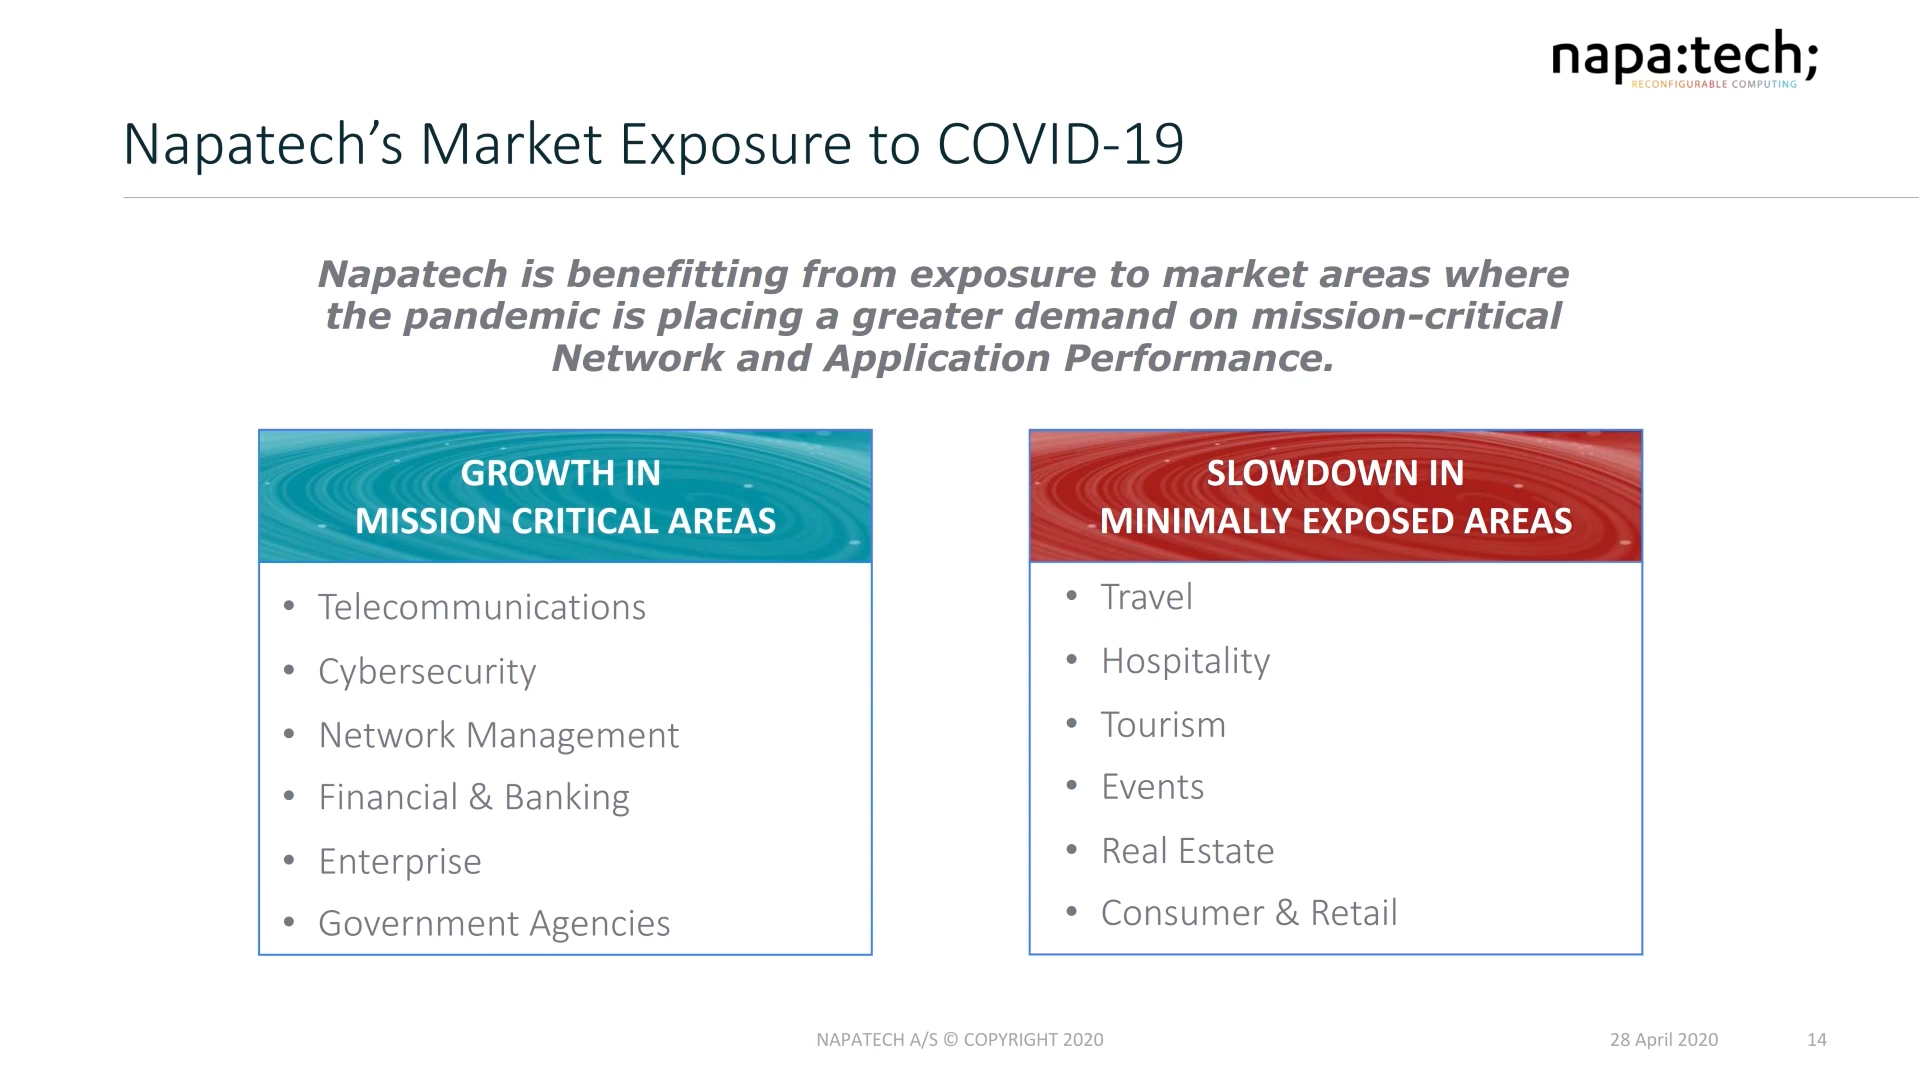 napa:tech;
RECONFIGURABLE COMPUTING
Napatech’s Market Exposure to COVID-19
Napatech is benefitting from exposure to market areas where
the pandemic is placing a greater demand on mission-critical
Network and Application Performance.
GROWTH IN
MISSION CRITICAL AREAS
• Telecommunications
• Cybersecurity
• Network Management
• Financial & Banking
• Enterprise
• Government Agencies
SLOWDOWN IN
MINIMALLY EXPOSED AREAS
• Travel
• Hospitality
• Tourism
• Events
• Real Estate
• Consumer & Retail
NAPATECH A/S © COPYRIGHT 2020
28 April 2020
14